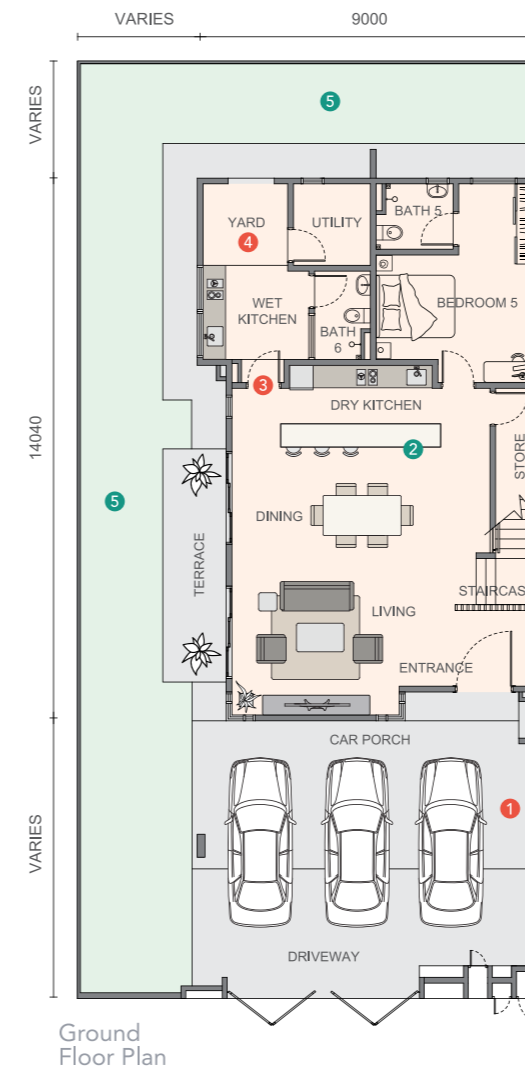 VARIES 9000
VARIES
5
YARD
4
UTILITY
BATH 5
WET
KITCHEN
BATH
6
BEDROOM 5
3
DRY KITCHEN
2
14040
5
STORE
DINING
TERRACE
STAIRCAS
LIVING
ENTRANCE
CAR PORCH
1
VARIES
DRIVEWAY
Ground
Floor Plan